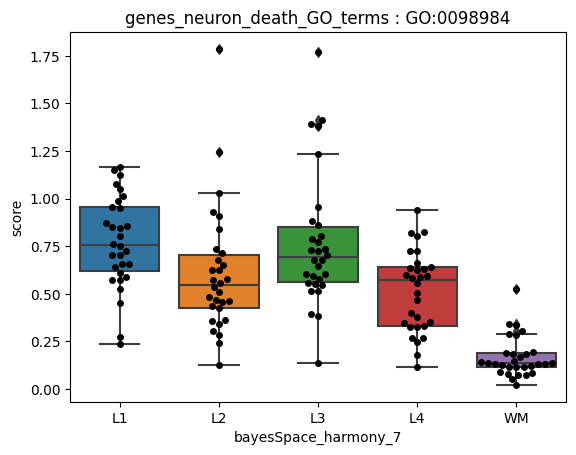 genes_neuron_death_GO_terms : GO:0098984
1.75
1.50
1.25
1.00
0.75
0.50
0.25
0.00
score
L1 L2 L3 L4 WM
bayesSpace_harmony_7